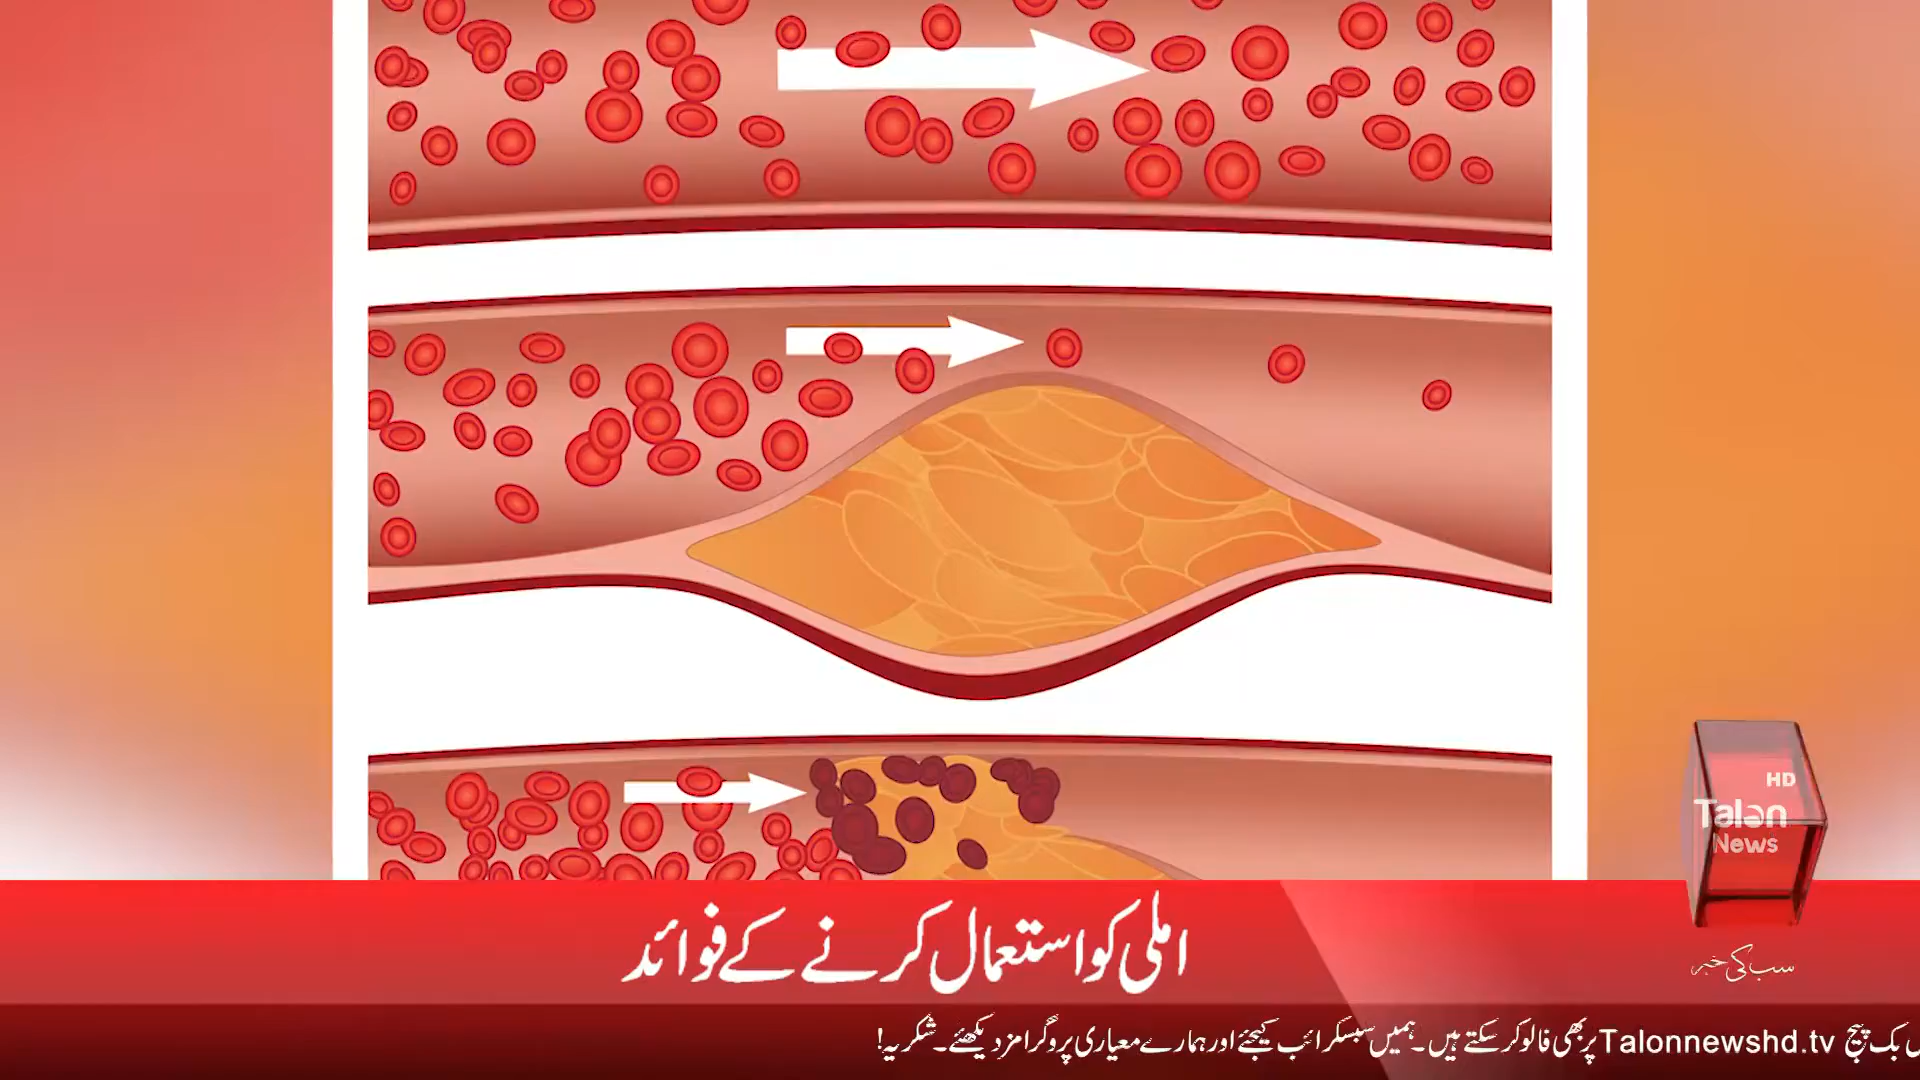 HD
Talon
News
املی کو استعمال کرنے کے فوائد
سب کی خبر
بک پیج Talonnewshd.tv پر بھی فالو کر سکتے ہیں۔ ہمیں سبسکرائب کیجئے اور ہمارے معیاری پروگرامز دیکھئے۔ شکریہ!